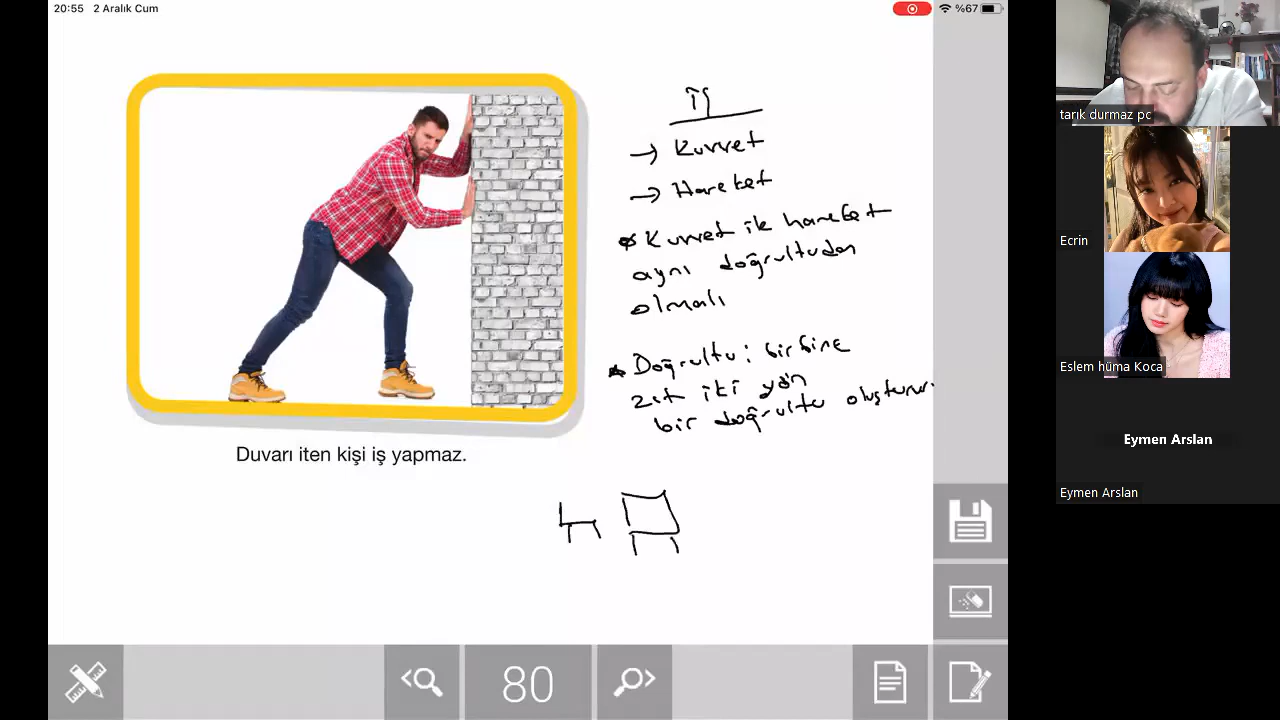 20:55 2 Aralık Cum
%67
İş
→ Kuvvet
→ Hareket
Kuvvet ile hareket
aynı doğrultudan
olmalı
Doğrultu: birbirine
zıt iki yön
bir doğrultu oluşturur.
Duvarı iten kişi iş yapmaz.
80
tarık durmaz pc
Ecrin
Eslem hüma Koca
Eymen Arslan
Eymen Arslan